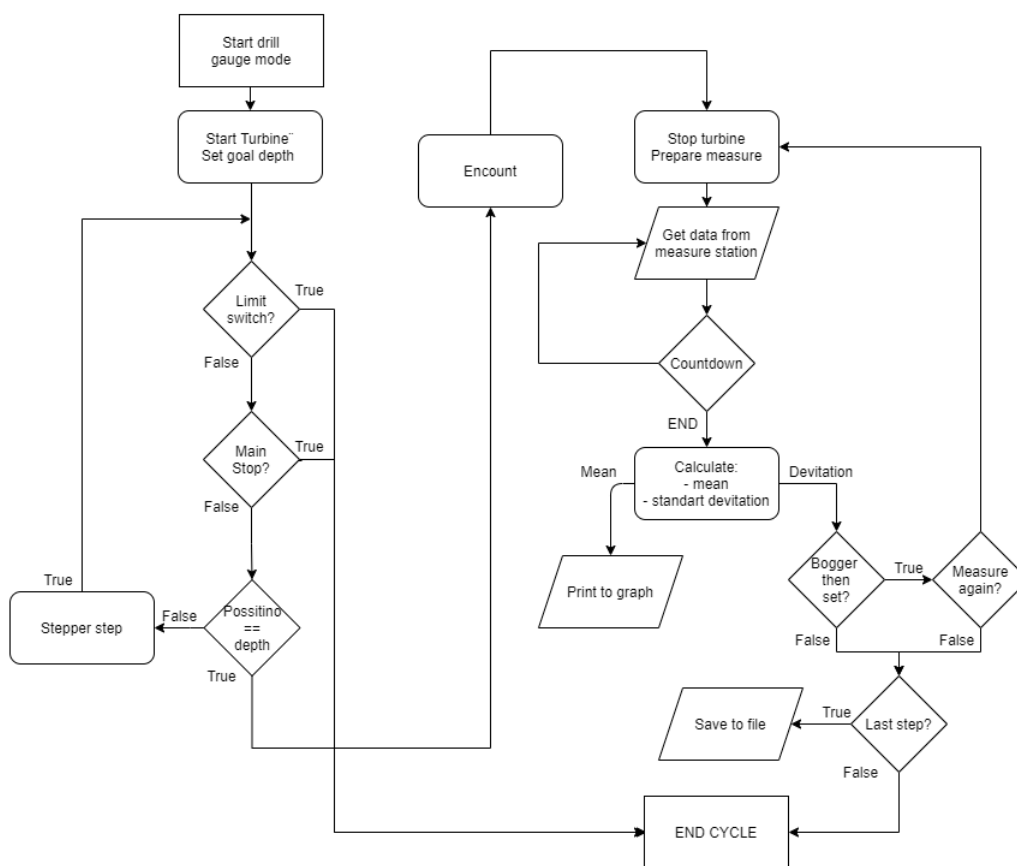 Start drill
gauge mode
Start Turbine¨
Set goal depth
Limit
switch?
True
False
Main
Stop?
True
False
Possitino
==
depth
False
True
Stepper step
True
Encount
Stop turbine
Prepare measure
Get data from
measure station
Countdown
END
Calculate:
- mean
- standart devitation
Mean
Devitation
Print to graph
Bogger
then
set?
True
Measure
again?
False
False
Last step?
True
Save to file
False
END CYCLE